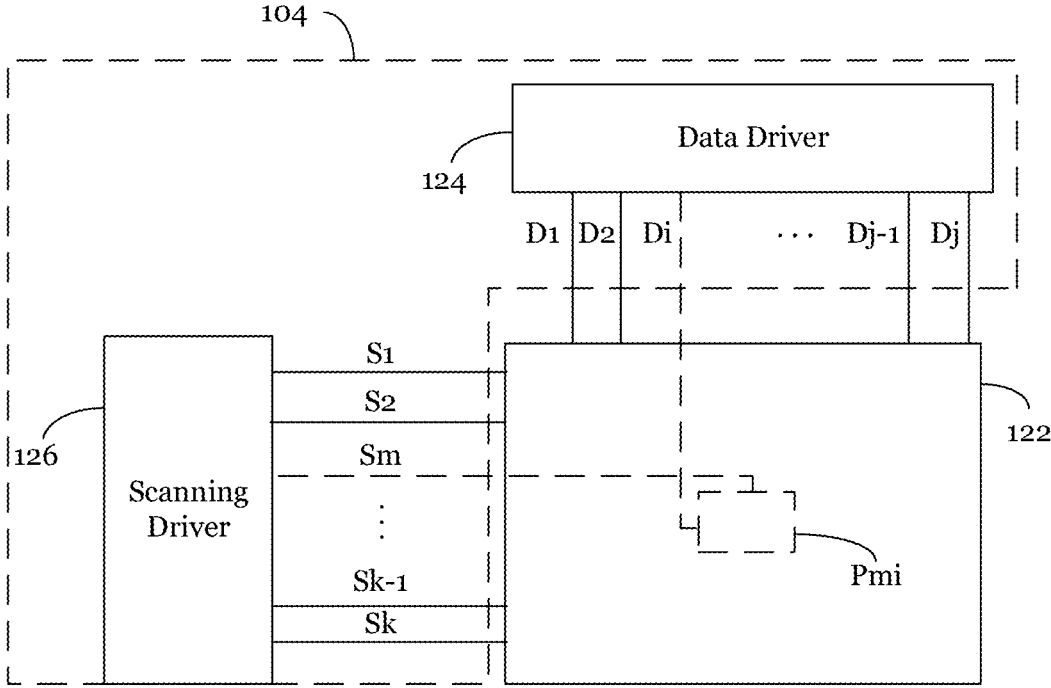 104
Data Driver
124
D1 D2 Di ... Dj-1 Dj
S1
S2
122
126
Sm
Scanning
Driver
⋮
Pmi
Sk-1
Sk